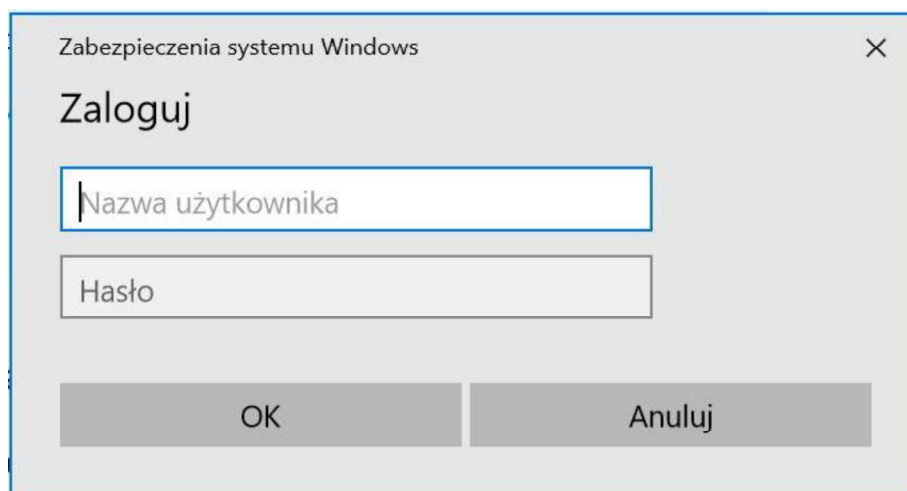 Zabezpieczenia systemu Windows
Zaloguj
Nazwa użytkownika
Hasło
OK
Anuluj